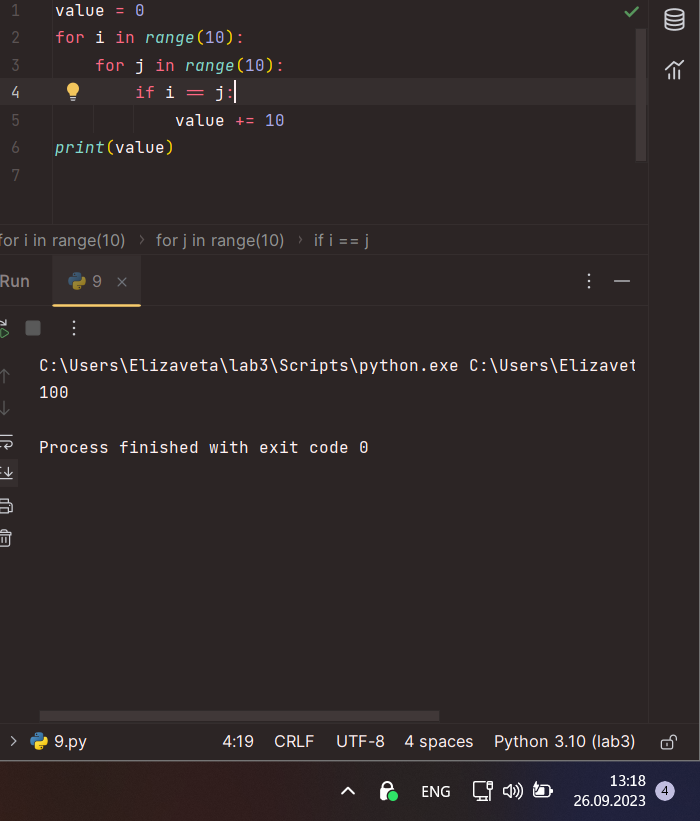 1 value = 0
2 for i in range(10):
3 for j in range(10):
4 if i == j:
5 value += 10
6 print(value)
7
for i in range(10) › for j in range(10) › if i == j
Run 9 ×
C:\Users\Elizaveta\lab3\Scripts\python.exe C:\Users\Elizavet
100
Process finished with exit code 0
9.py 4:19 CRLF UTF-8 4 spaces Python 3.10 (lab3)
ENG 13:18 4
26.09.2023